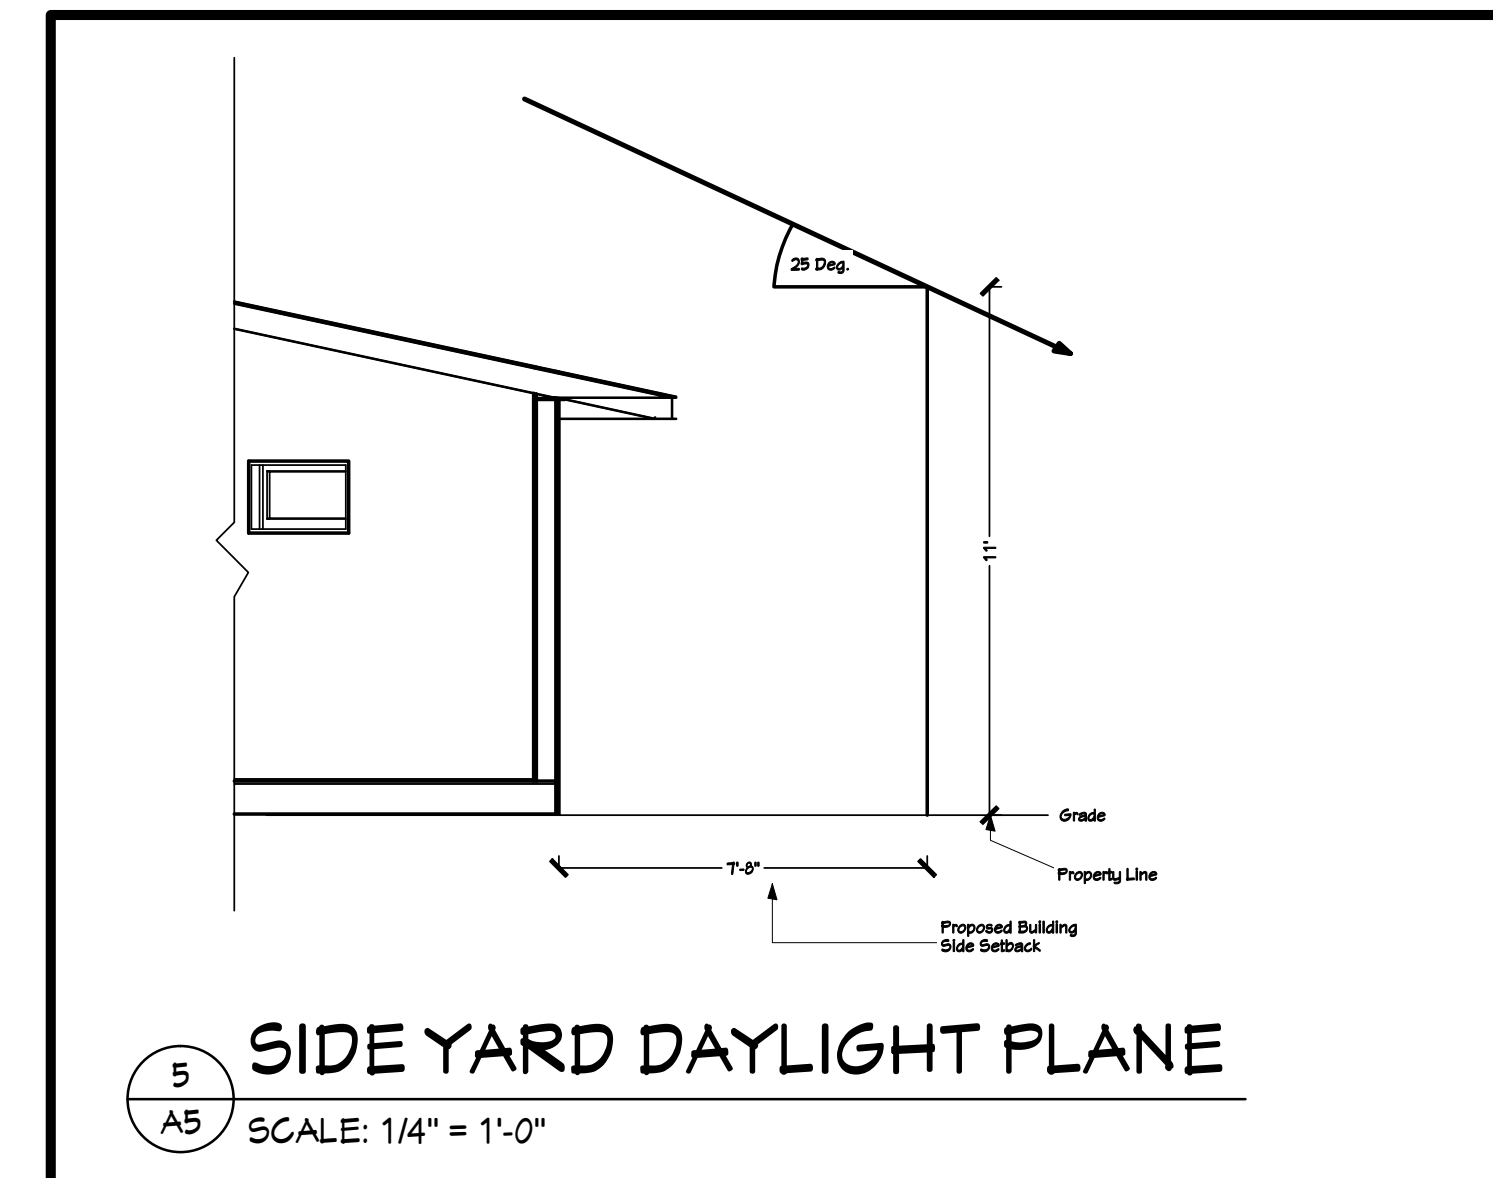 25 Deg.
11'
Grade
7'-8"
Property Line
Proposed Building
Side Setback
SIDE YARD DAYLIGHT PLANE
5
A5
SCALE: 1/4" = 1'-0"